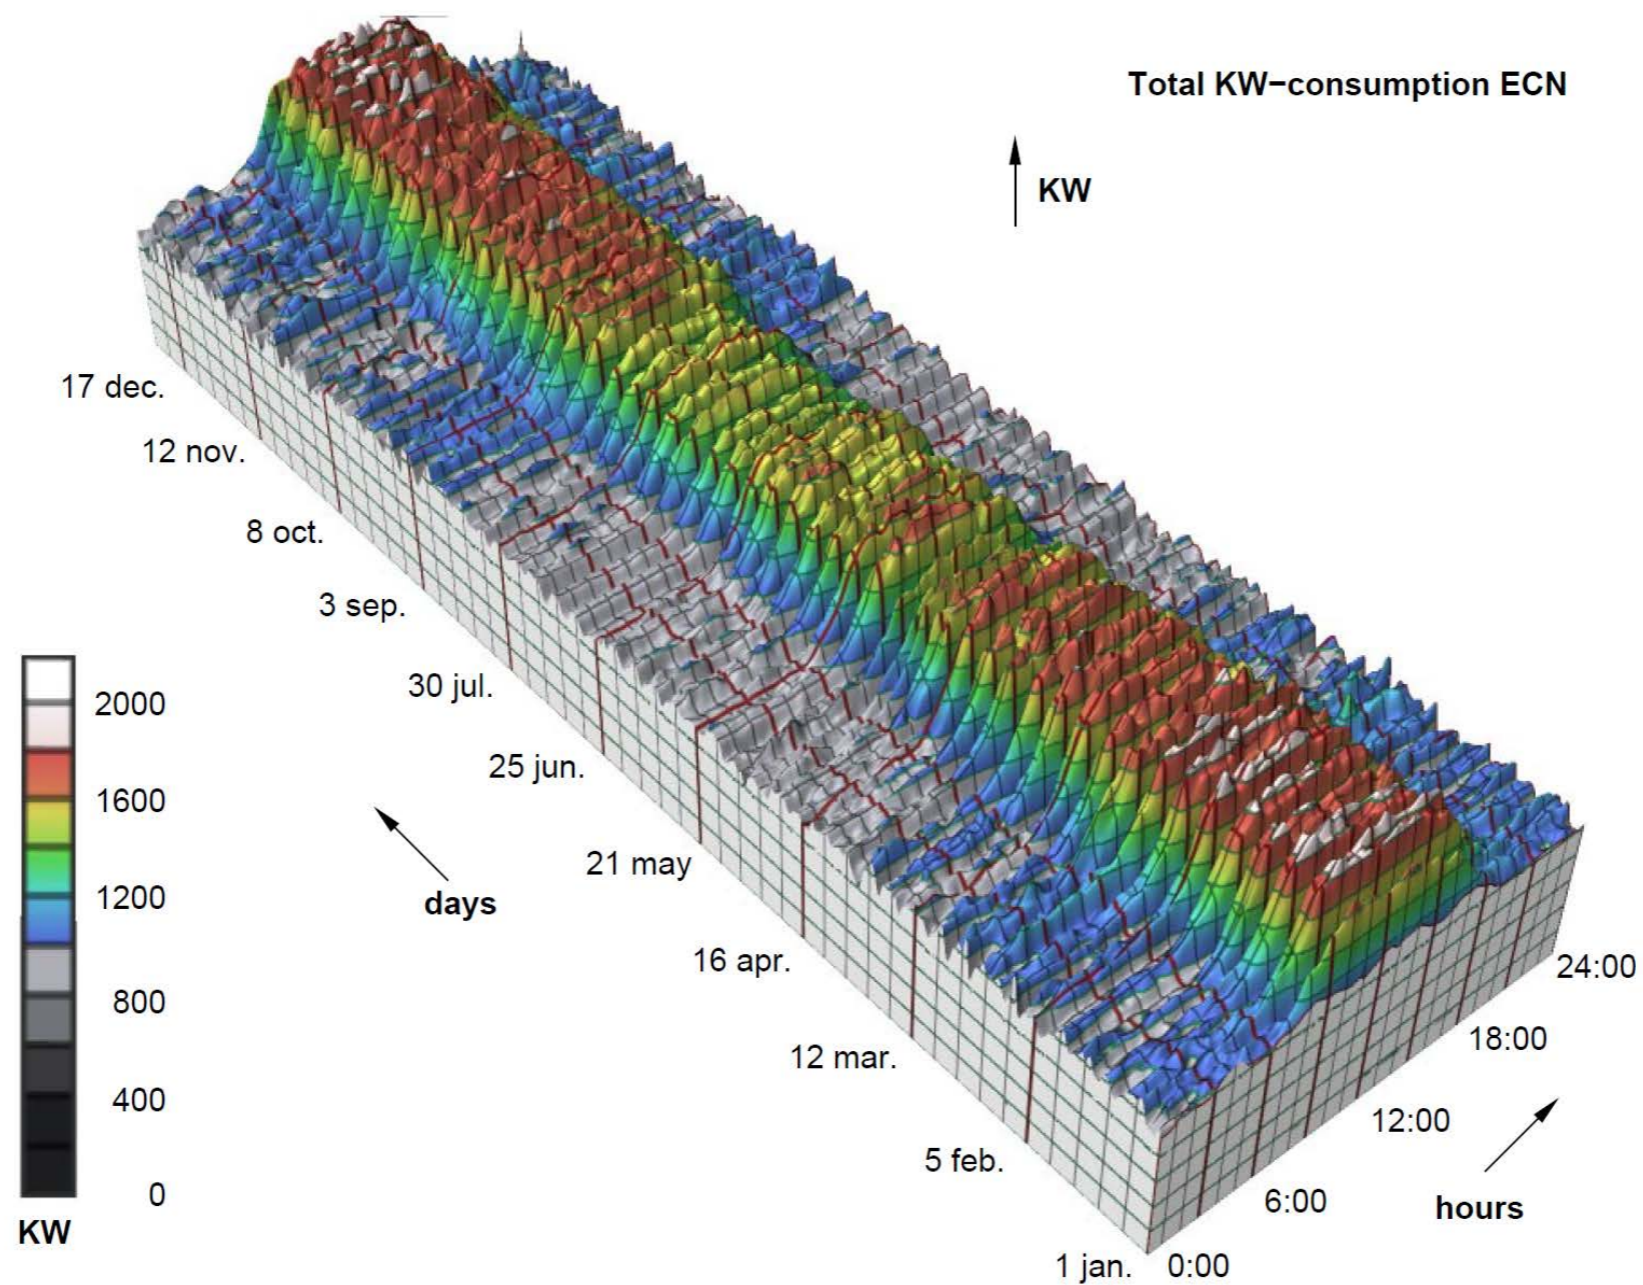 Total KW−consumption ECN
KW
17 dec.
12 nov.
8 oct.
3 sep.
30 jul.
25 jun.
21 may
16 apr.
12 mar.
5 feb.
1 jan.
days
2000
1600
1200
800
400
0
KW
24:00
18:00
12:00
6:00
0:00
hours